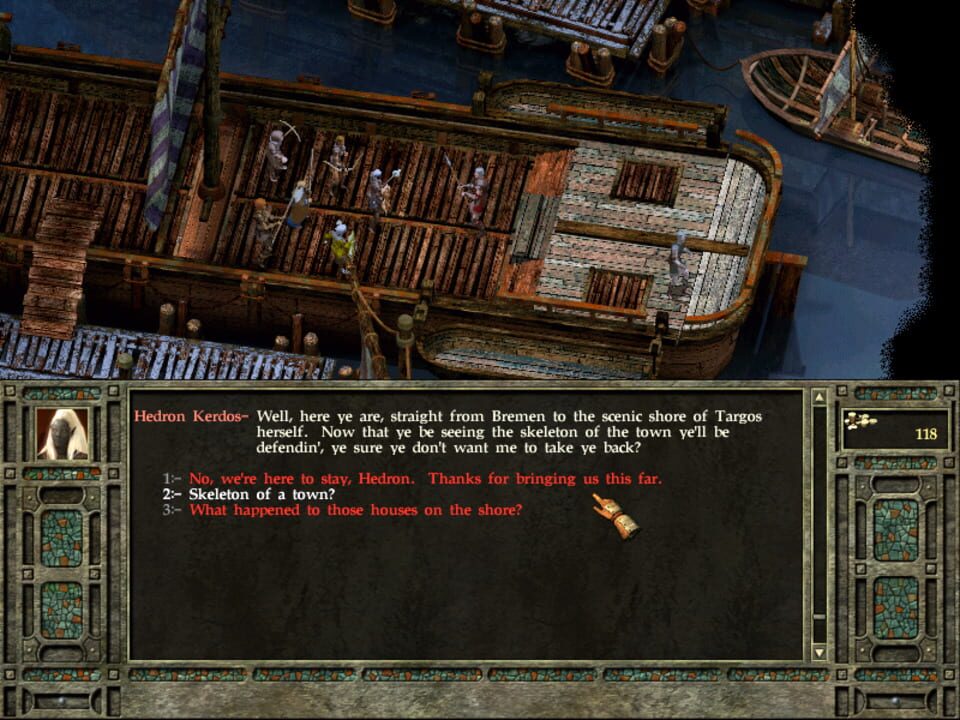 Hedron Kerdos- Well, here ye are, straight from Bremen to the scenic shore of Targos
herself. Now that ye be seeing the skeleton of the town ye'll be
defendin', ye sure ye don't want me to take ye back?
1:- No, we're here to stay, Hedron. Thanks for bringing us this far.
2:- Skeleton of a town?
3:- What happened to those houses on the shore?
118